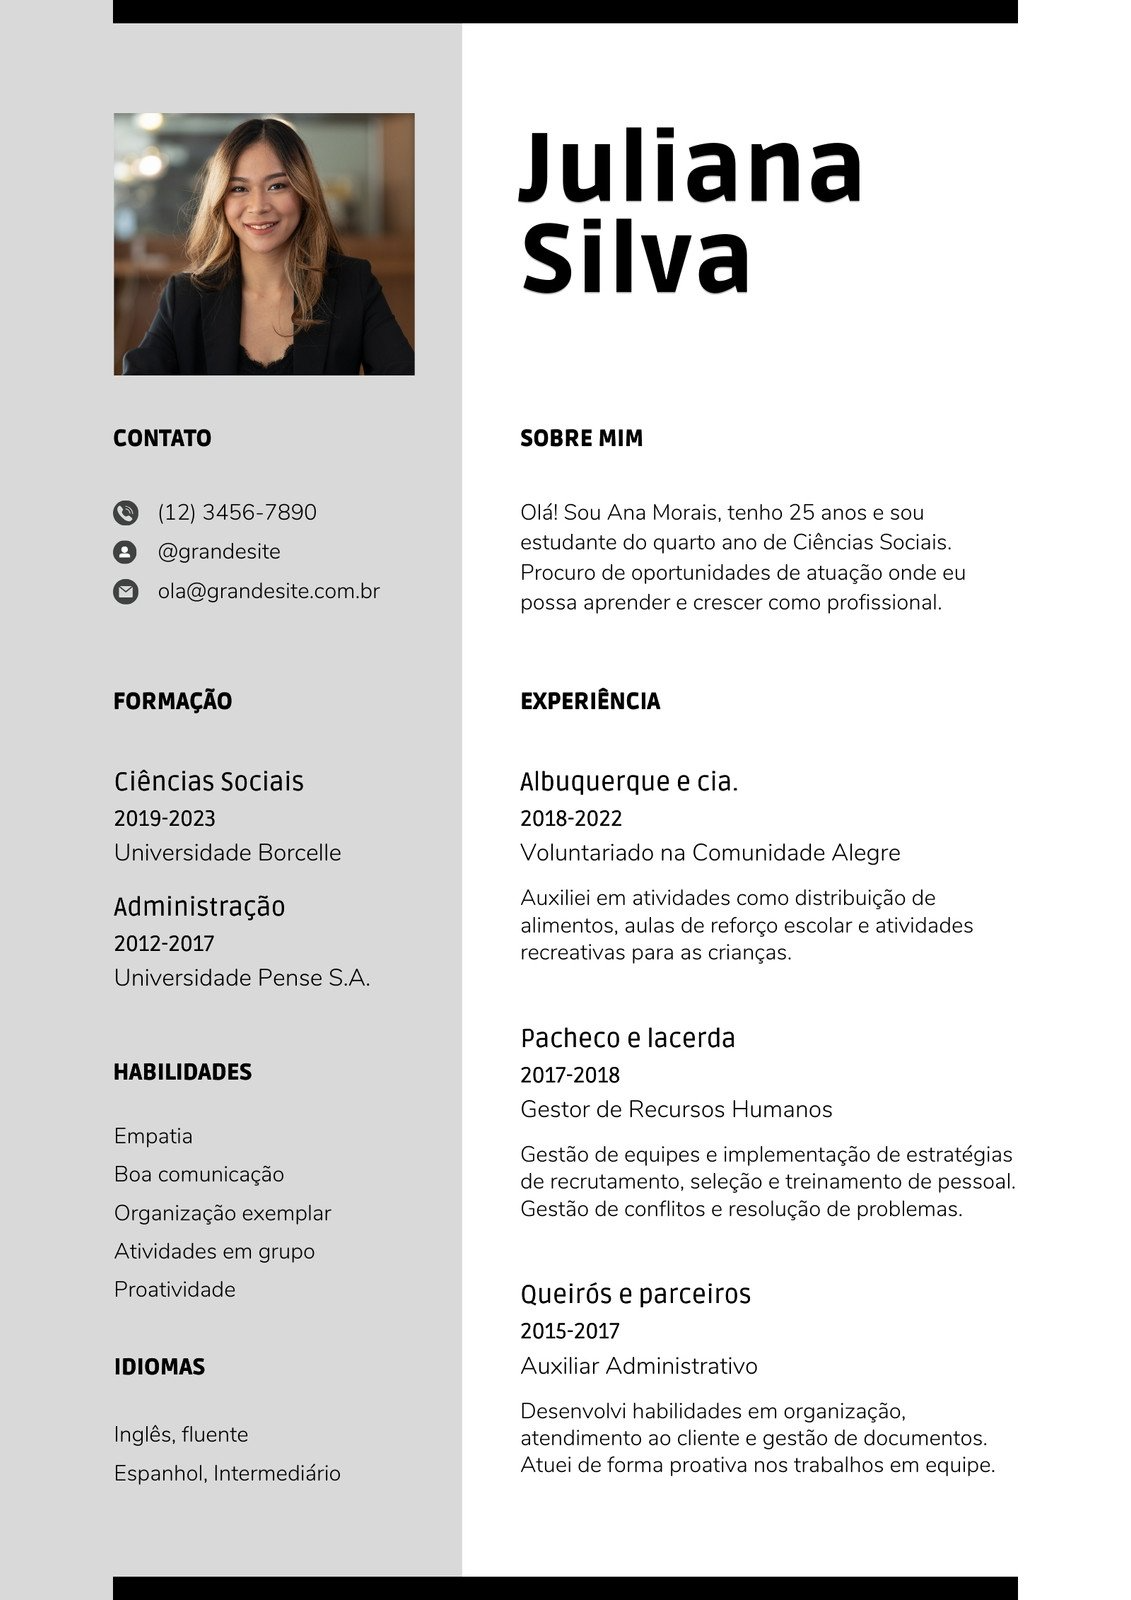 Juliana
Silva
CONTATO
(12) 3456-7890
@grandesite
ola@grandesite.com.br
FORMAÇÃO
Ciências Sociais
2019-2023
Universidade Borcelle
Administração
2012-2017
Universidade Pense S.A.
HABILIDADES
Empatia
Boa comunicação
Organização exemplar
Atividades em grupo
Proatividade
IDIOMAS
Inglês, fluente
Espanhol, Intermediário
SOBRE MIM
Olá! Sou Ana Morais, tenho 25 anos e sou
estudante do quarto ano de Ciências Sociais.
Procuro de oportunidades de atuação onde eu
possa aprender e crescer como profissional.
EXPERIÊNCIA
Albuquerque e cia.
2018-2022
Voluntariado na Comunidade Alegre
Auxiliei em atividades como distribuição de
alimentos, aulas de reforço escolar e atividades
recreativas para as crianças.
Pacheco e lacerda
2017-2018
Gestor de Recursos Humanos
Gestão de equipes e implementação de estratégias
de recrutamento, seleção e treinamento de pessoal.
Gestão de conflitos e resolução de problemas.
Queirós e parceiros
2015-2017
Auxiliar Administrativo
Desenvolvi habilidades em organização,
atendimento ao cliente e gestão de documentos.
Atuei de forma proativa nos trabalhos em equipe.